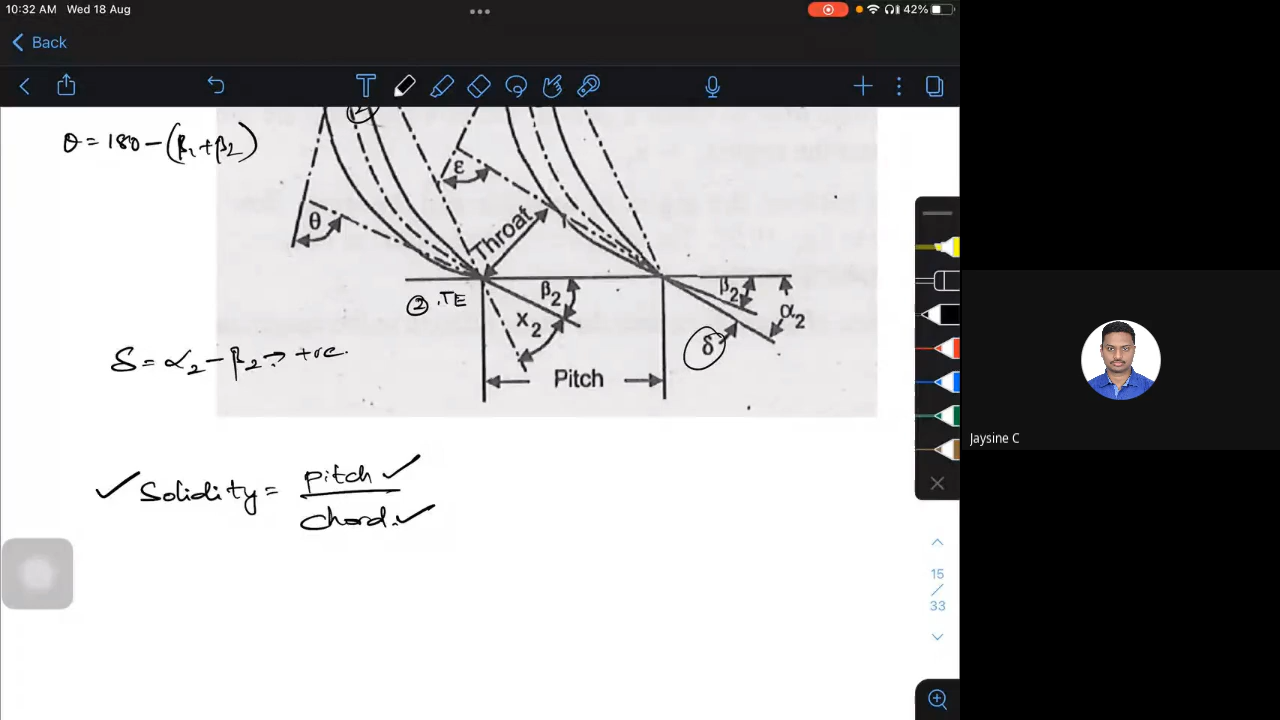 10:32 AM Wed 18 Aug
42%
Back
T
θ = 180 − (β1 + β2)
ε
θ
Throat
② .TE
β2
β2
α2
x2
δ
δ = α2 − β2 → +ve.
Pitch
✓ Solidity = pitch ✓
chord. ✓
Jaysine C
15
/
33